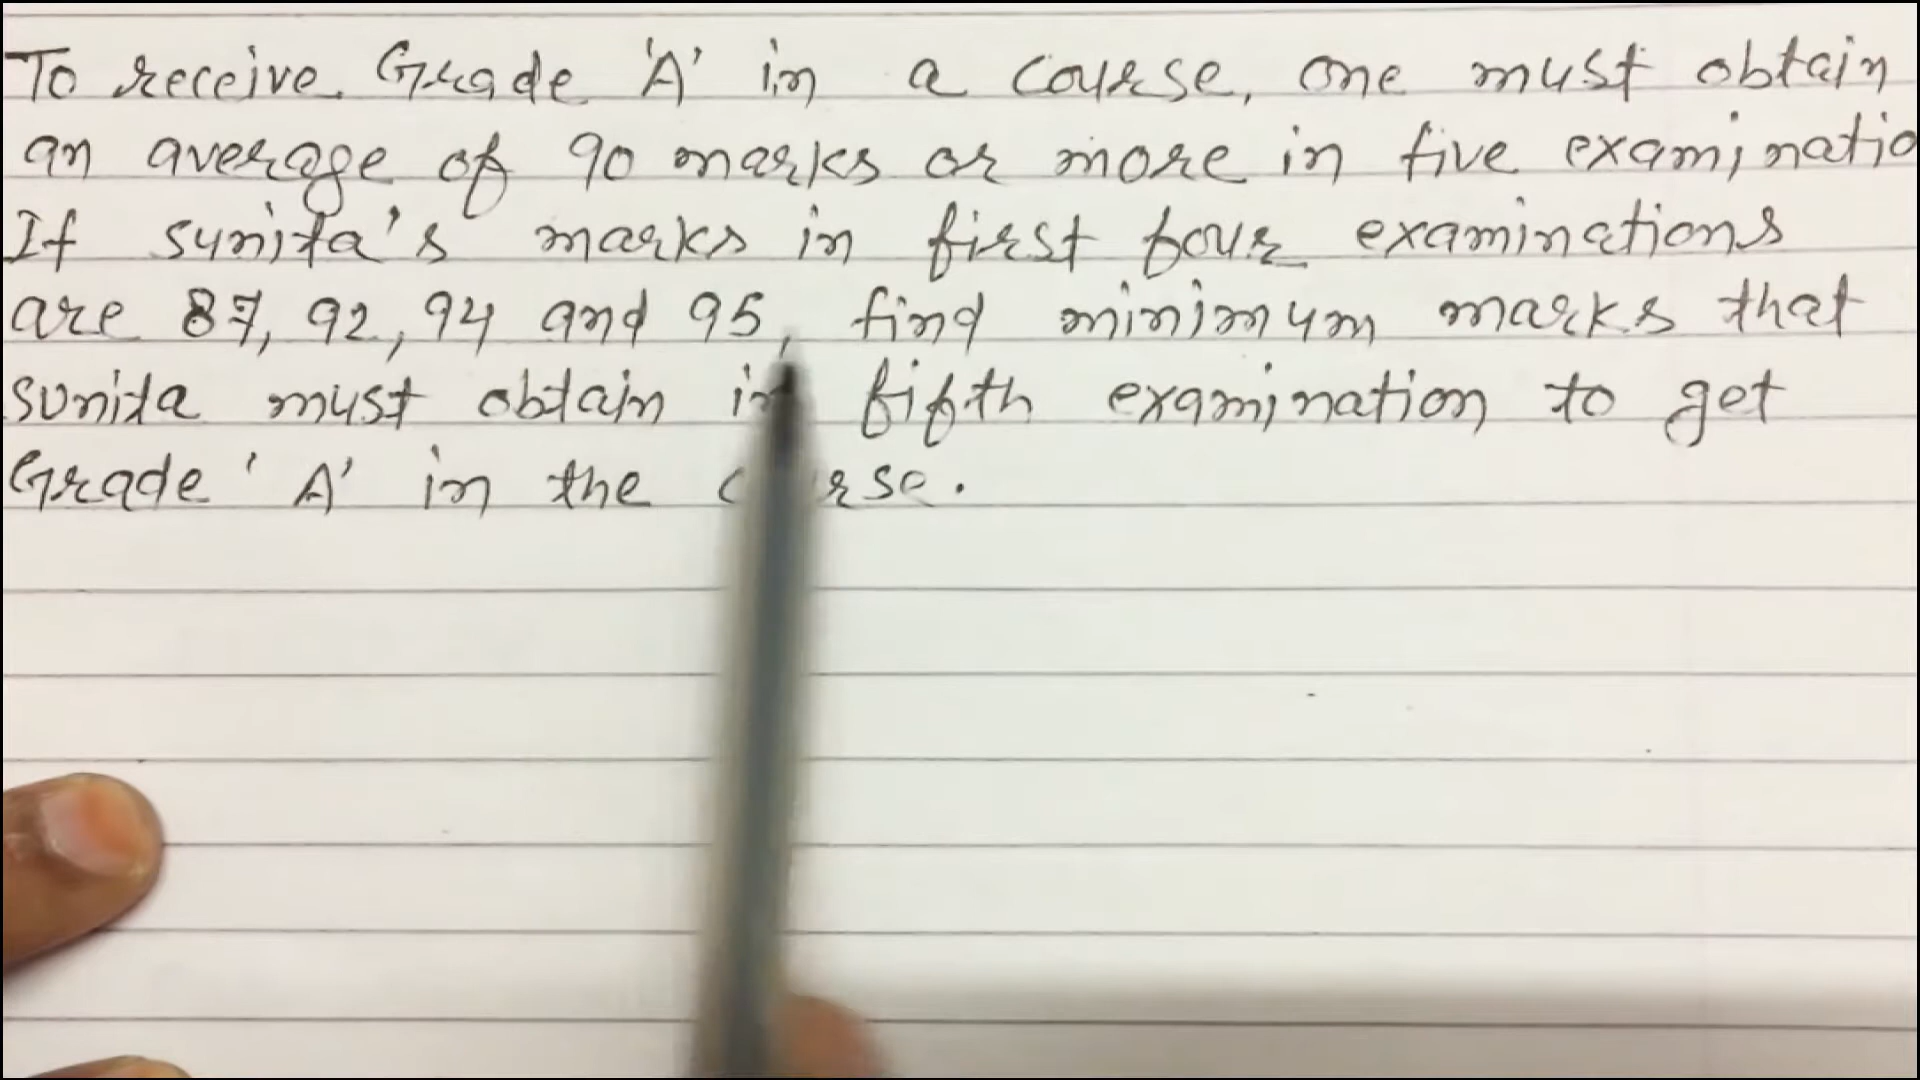 To receive Grade 'A' in a course, one must obtain
an average of 90 marks or more in five examinatio
If sunita's marks in first four examinations
are 87, 92, 94 and 95, find minimum marks that
sunita must obtain in fifth examination to get
Grade 'A' in the